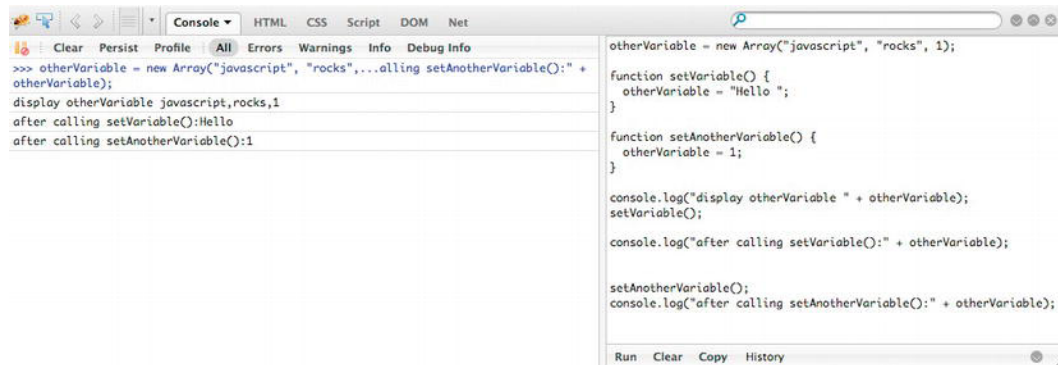 Console ▾ HTML CSS Script DOM Net
Clear Persist Profile All Errors Warnings Info Debug Info
>>> otherVariable = new Array("javascript", "rocks",...alling setAnotherVariable():" +
otherVariable);
display otherVariable javascript,rocks,1
after calling setVariable():Hello
after calling setAnotherVariable():1
otherVariable = new Array("javascript", "rocks", 1);
function setVariable() {
otherVariable = "Hello ";
}
function setAnotherVariable() {
otherVariable = 1;
}
console.log("display otherVariable " + otherVariable);
setVariable();
console.log("after calling setVariable():" + otherVariable);
setAnotherVariable();
console.log("after calling setAnotherVariable():" + otherVariable);
Run Clear Copy History